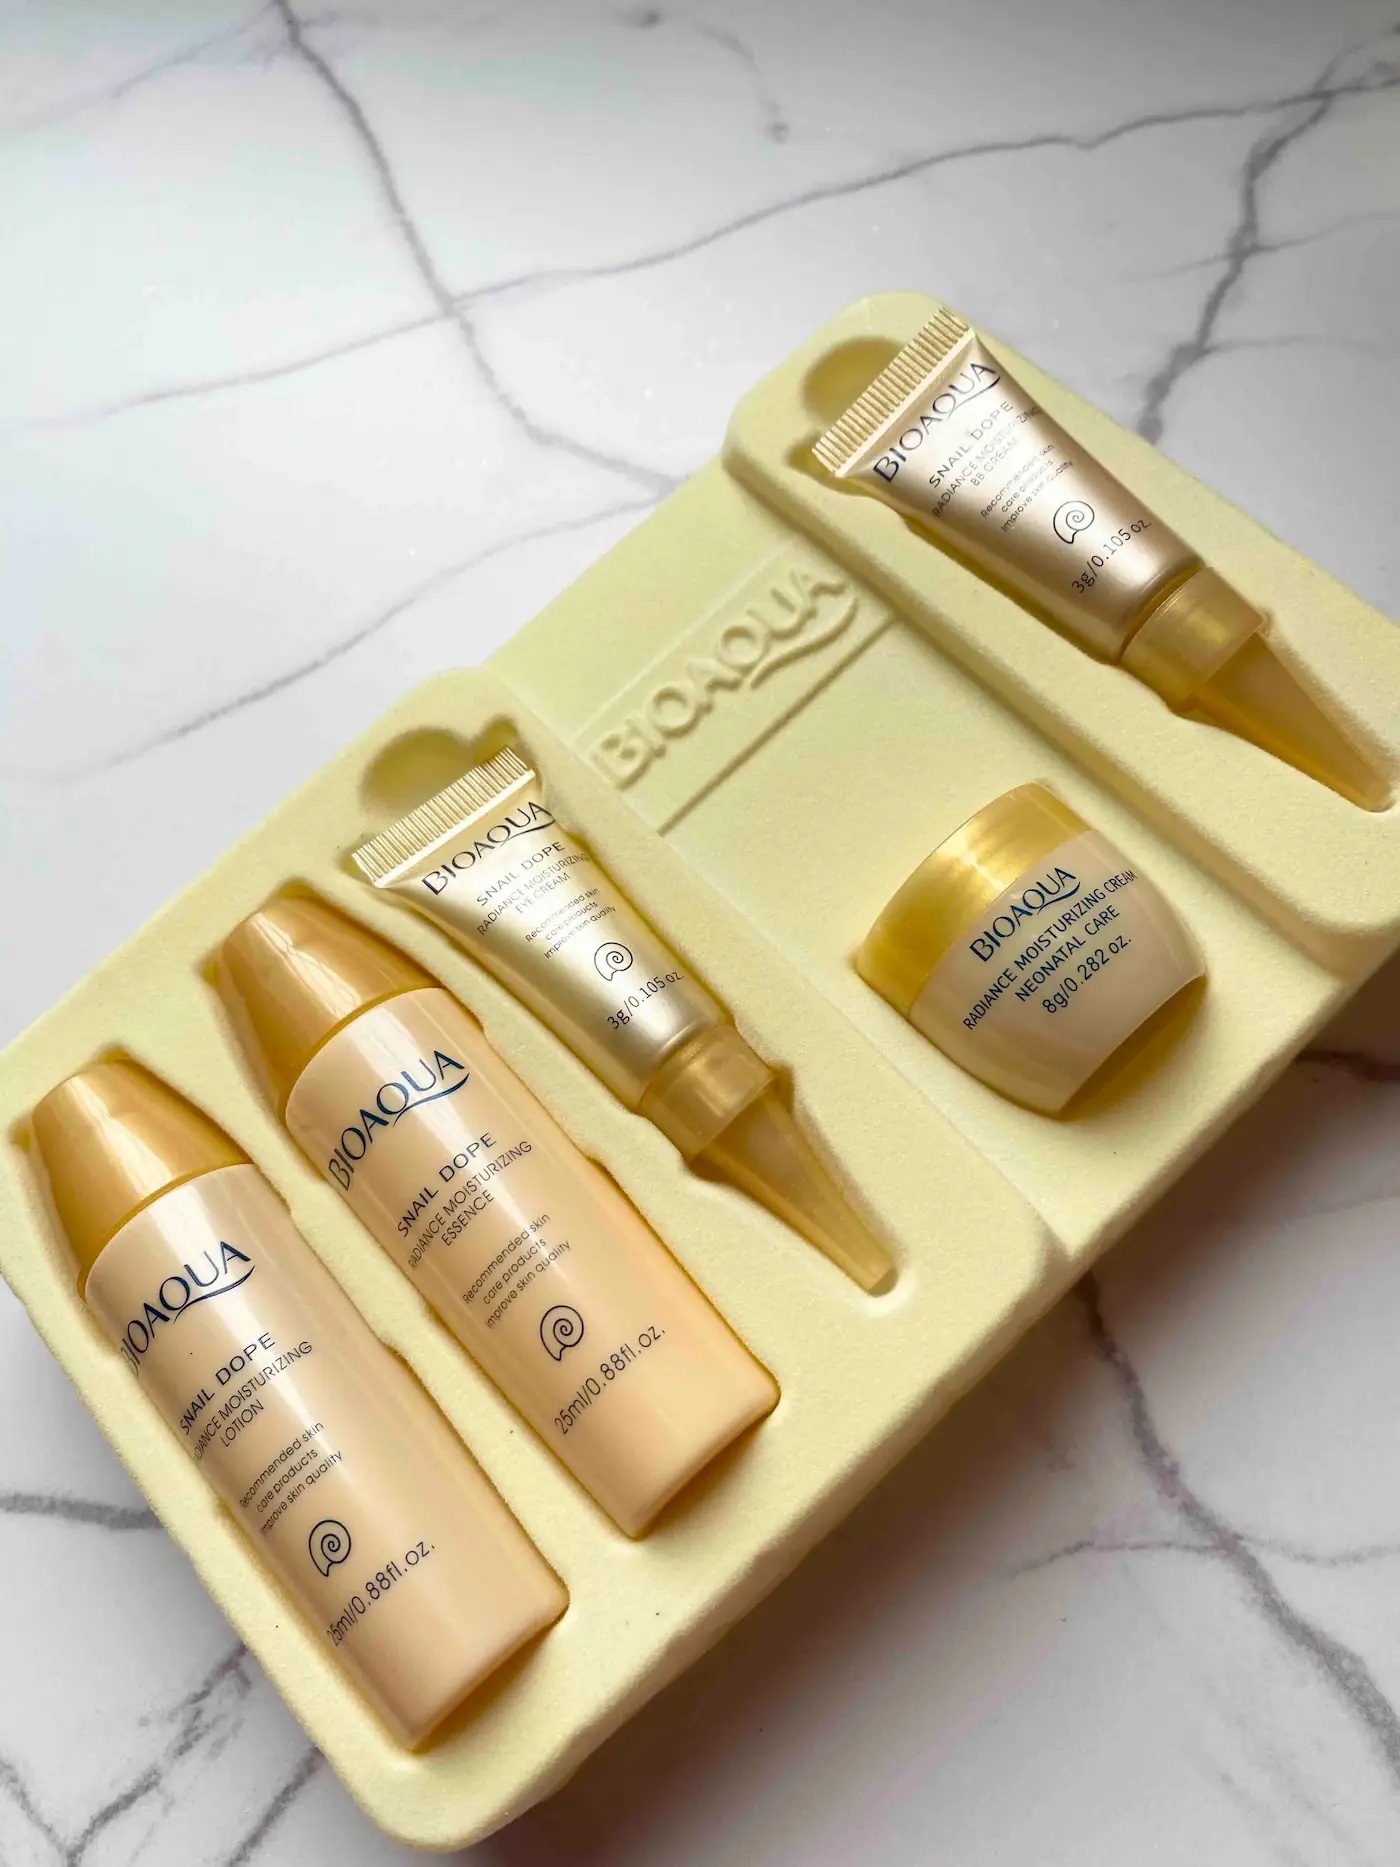 BIOAQUA
SNAIL DOPE
RADIANCE MOISTURIZING
BB CREAM
Recommended skin
care products
Improve skin quality
3g/0.105 oz.
BIOAQUA
BIOAQUA
SNAIL DOPE
RADIANCE MOISTURIZING
EYE CREAM
Recommended skin
care products
Improve skin quality
3g/0.105 oz.
BIOAQUA
RADIANCE MOISTURIZING CREAM
NEONATAL CARE
8g/0.282 oz.
BIOAQUA
SNAIL DOPE
RADIANCE MOISTURIZING
ESSENCE
Recommended skin
care products
Improve skin quality
25ml/0.88fl.oz.
BIOAQUA
SNAIL DOPE
RADIANCE MOISTURIZING
LOTION
Recommended skin
care products
Improve skin quality
25ml/0.88fl.oz.